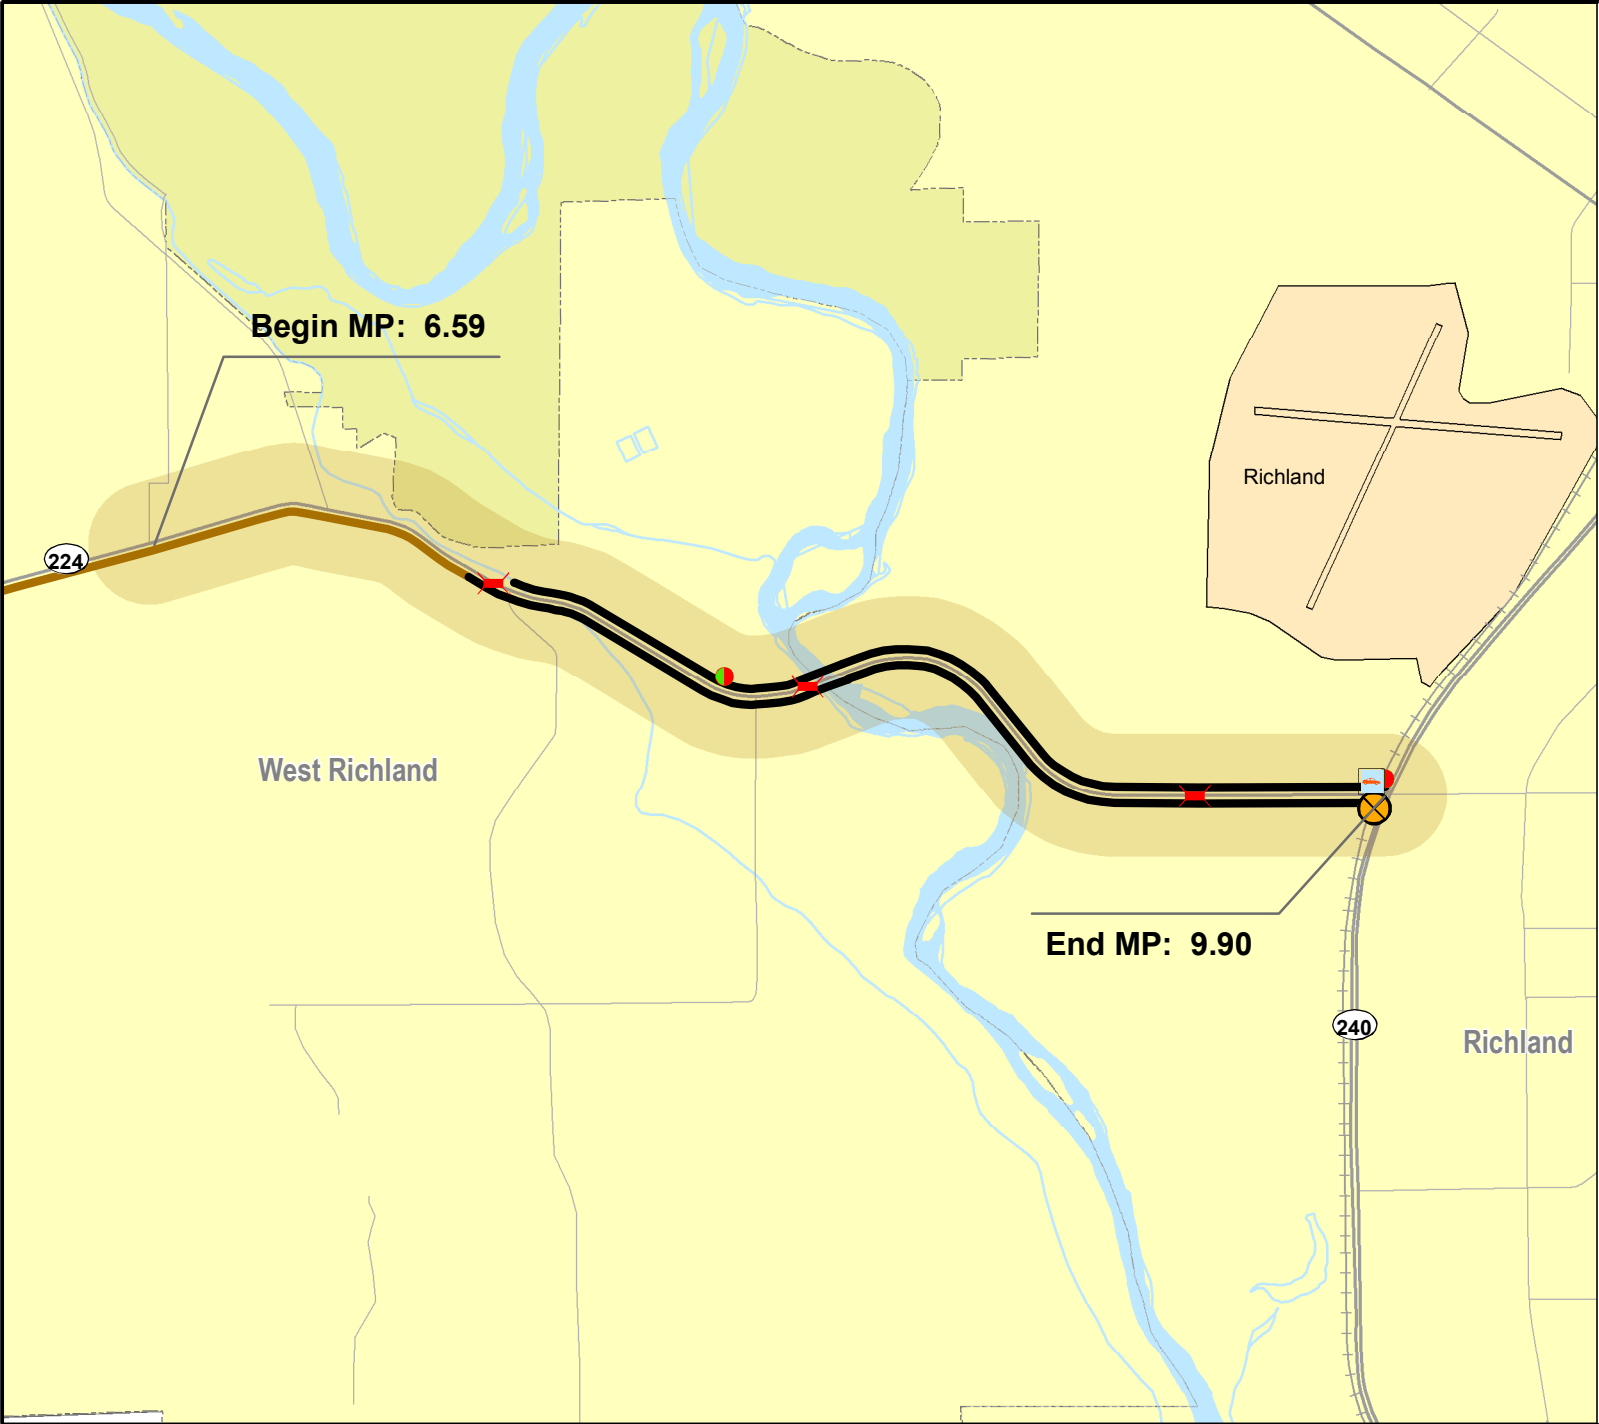 Begin MP: 6.59
Richland
224
West Richland
End MP: 9.90
240
Richland